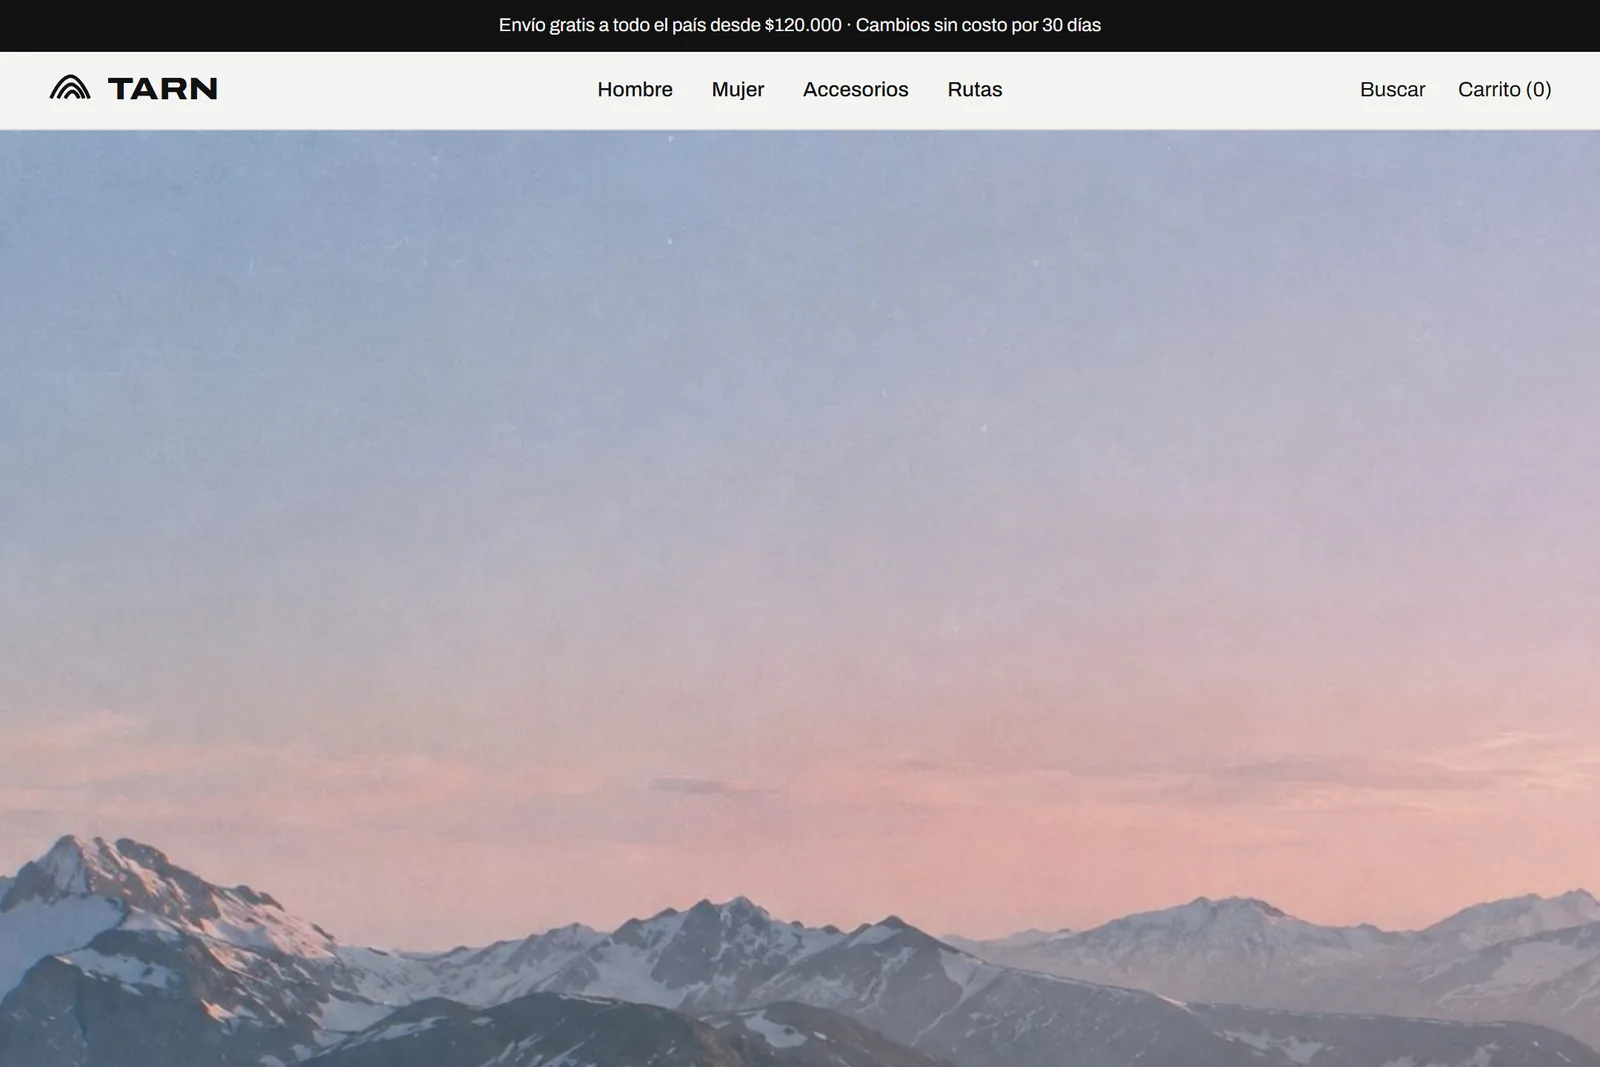 Envío gratis a todo el país desde $120.000 · Cambios sin costo por 30 días
TARN
Hombre Mujer Accesorios Rutas
Buscar Carrito (0)